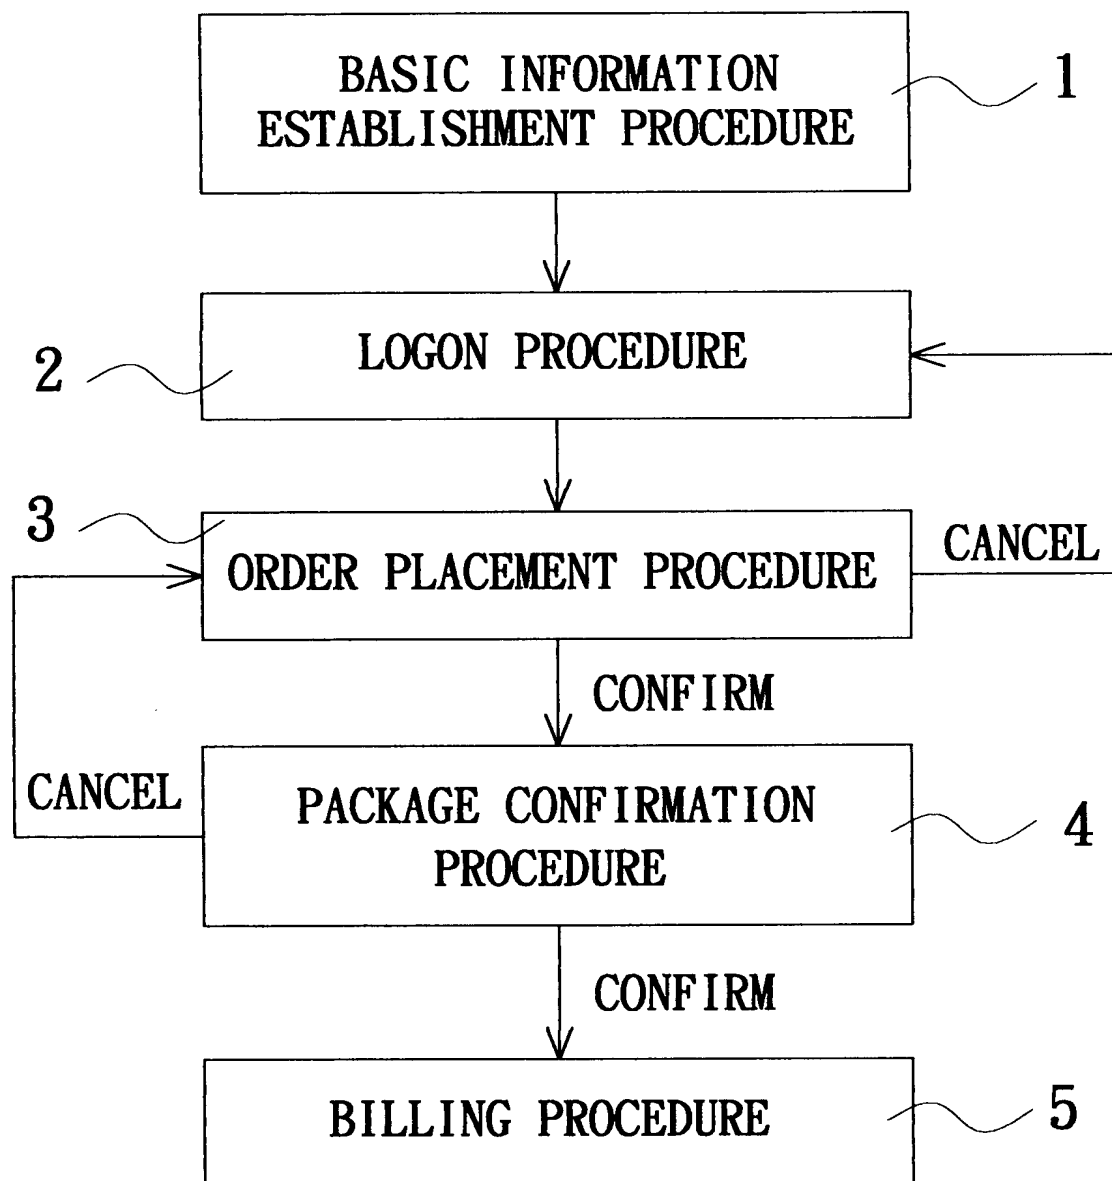 BASIC INFORMATION
ESTABLISHMENT PROCEDURE
1
LOGON PROCEDURE
2
3
ORDER PLACEMENT PROCEDURE
CANCEL
CONFIRM
CANCEL
PACKAGE CONFIRMATION
PROCEDURE
4
CONFIRM
BILLING PROCEDURE
5